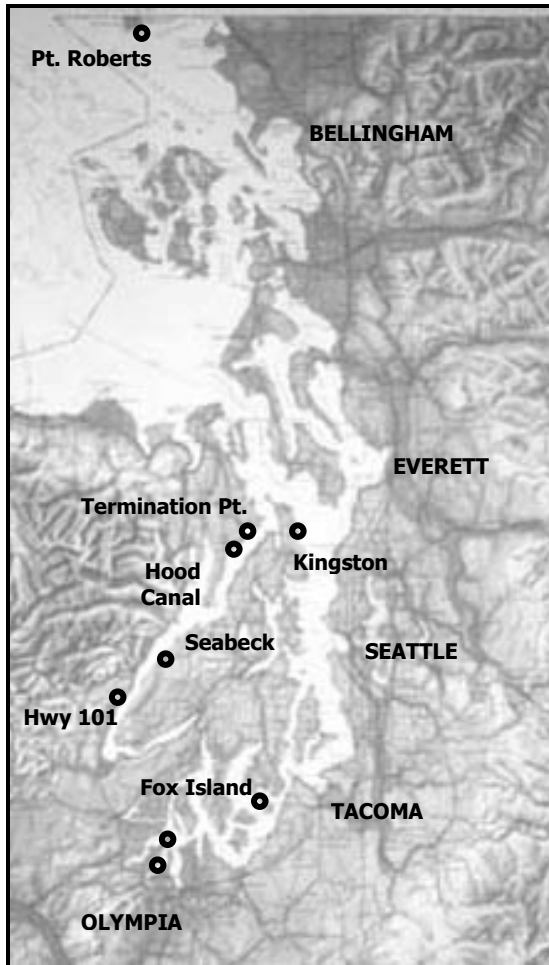 Pt. Roberts
BELLINGHAM
EVERETT
Termination Pt.
Kingston
Hood
Canal
Seabeck
SEATTLE
Hwy 101
Fox Island
TACOMA
OLYMPIA